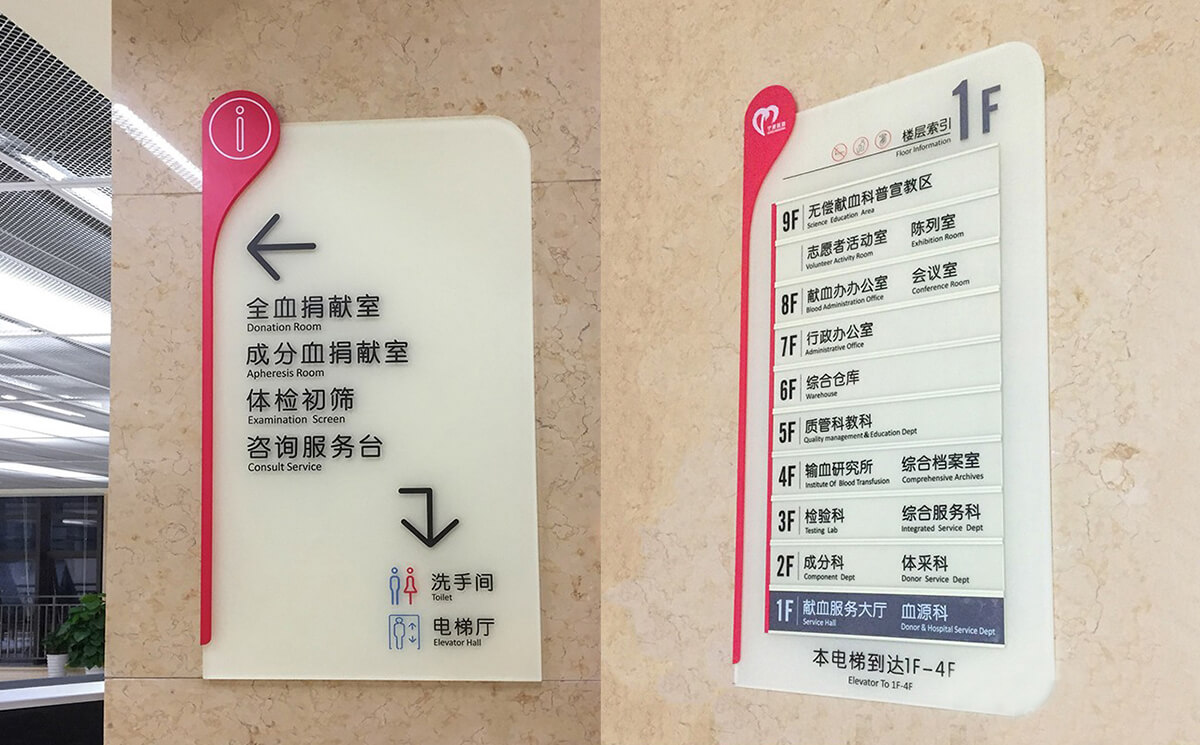 全血捐献室
Donation Room
成分血捐献室
Apheresis Room
体检初筛
Examination Screen
咨询服务台
Consult Service
洗手间
Toilet
电梯厅
Elevator Hall
1F
楼层索引
Floor Information
9F 无偿献血科普宣教区
Science Education Area
志愿者活动室 陈列室
Volunteer Activity Room Exhibition Room
8F 献血办办公室 会议室
Blood Administration Office Conference Room
7F 行政办公室
Administrative Office
6F 综合仓库
Warehouse
5F 质管科教科
Quality management&Education Dept
4F 输血研究所 综合档案室
Institute Of Blood Transfusion Comprehensive Archives
3F 检验科 综合服务科
Testing Lab Integrated Service Dept
2F 成分科 体采科
Component Dept Donor Service Dept
1F 献血服务大厅 血源科
Service Hall Donor & Hospital Service Dept
本电梯到达1F-4F
Elevator To 1F-4F